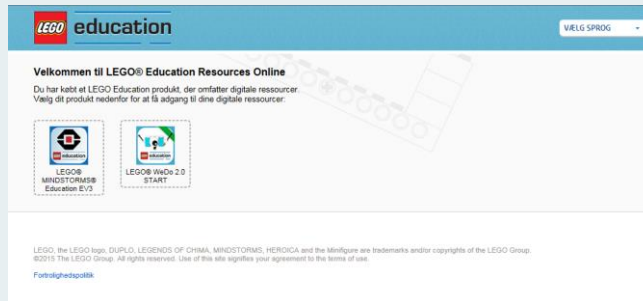 LEGO education
VÆLG SPROG
Velkommen til LEGO® Education Resources Online
Du har købt et LEGO Education produkt, der omfatter digitale ressourcer.
Vælg dit produkt nedenfor for at få adgang til dine digitale ressourcer:
education
education
LEGO®
MINDSTORMS®
Education EV3
LEGO® WeDo 2.0
START
LEGO, the LEGO logo, DUPLO, LEGENDS OF CHIMA, MINDSTORMS, HEROICA and the Minifigure are trademarks and/or copyrights of the LEGO Group.
©2015 The LEGO Group. All rights reserved. Use of this site signifies your agreement to the terms of use.
Fortrolighedspolitik